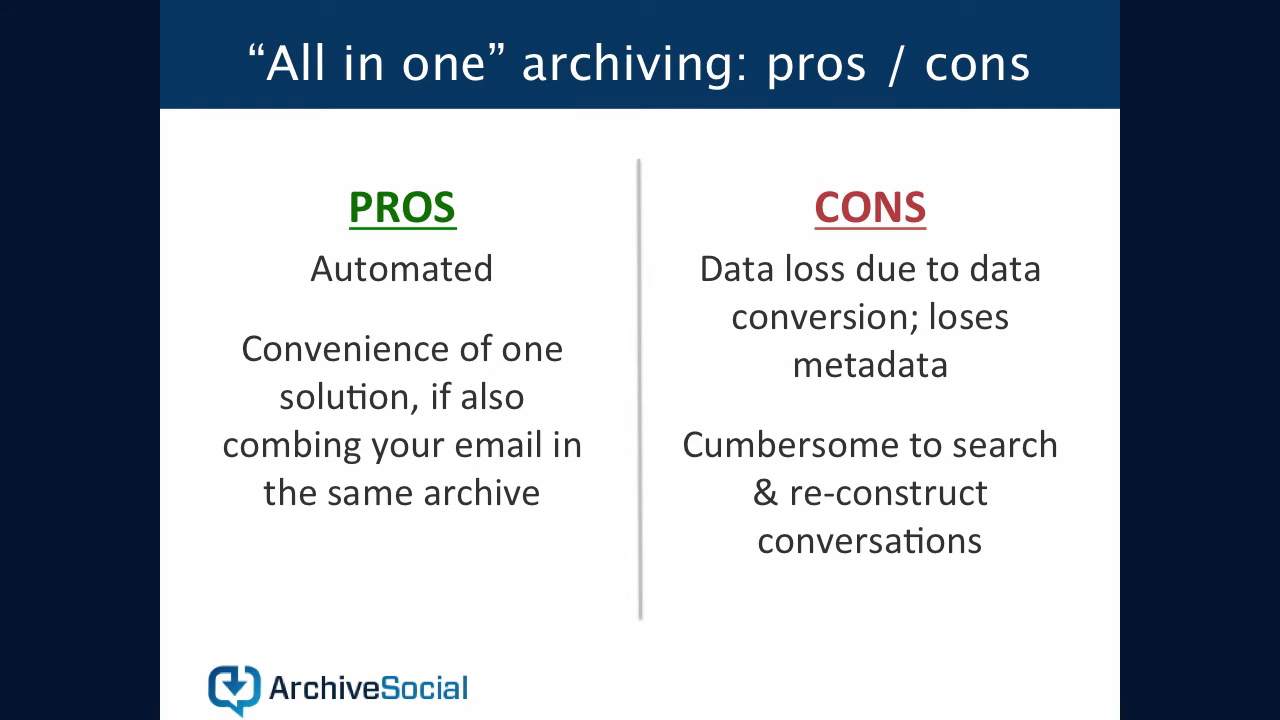 “All in one” archiving: pros / cons
PROS
Automated
Convenience of one
solution, if also
combing your email in
the same archive
CONS
Data loss due to data
conversion; loses
metadata
Cumbersome to search
& re-construct
conversations
ArchiveSocial